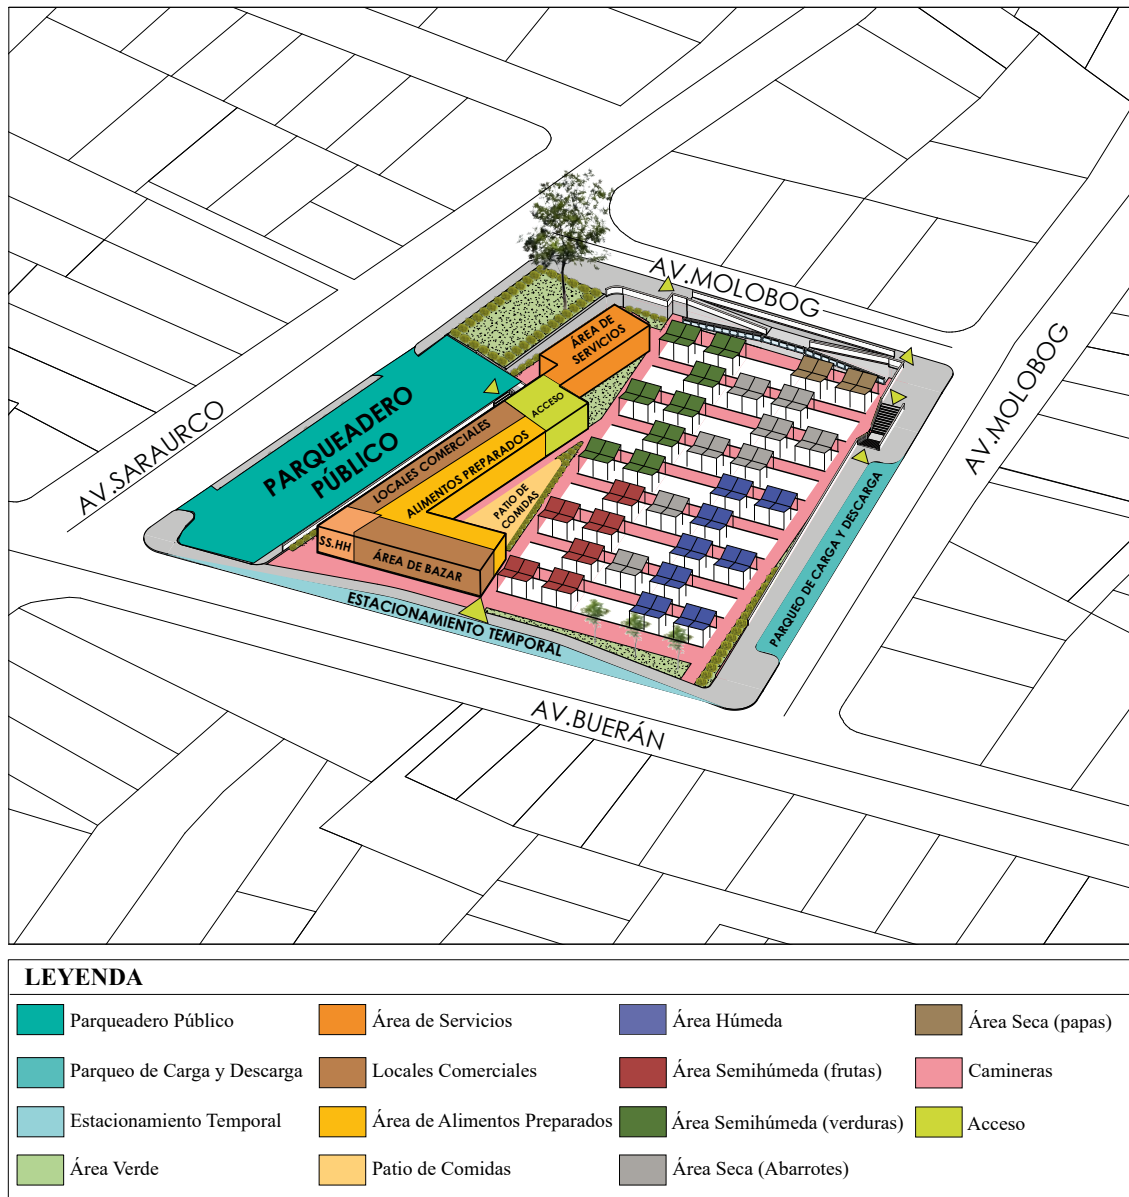 AV.MOLOBOG
ÁREA DE
SERVICIOS
AV.MOLOBOG
ACCESO
PARQUEADERO
PÚBLICO
AV.SARAURCO
LOCALES COMERCIALES
ALIMENTOS PREPARADOS
PATIO DE
COMIDAS
PARQUEO DE CARGA Y DESCARGA
SS.HH
ÁREA DE BAZAR
ESTACIONAMIENTO TEMPORAL
AV.BUERÁN
LEYENDA
Parqueadero Público
Área de Servicios
Área Húmeda
Área Seca (papas)
Parqueo de Carga y Descarga
Locales Comerciales
Área Semihúmeda (frutas)
Camineras
Estacionamiento Temporal
Área de Alimentos Preparados
Área Semihúmeda (verduras)
Acceso
Área Verde
Patio de Comidas
Área Seca (Abarrotes)